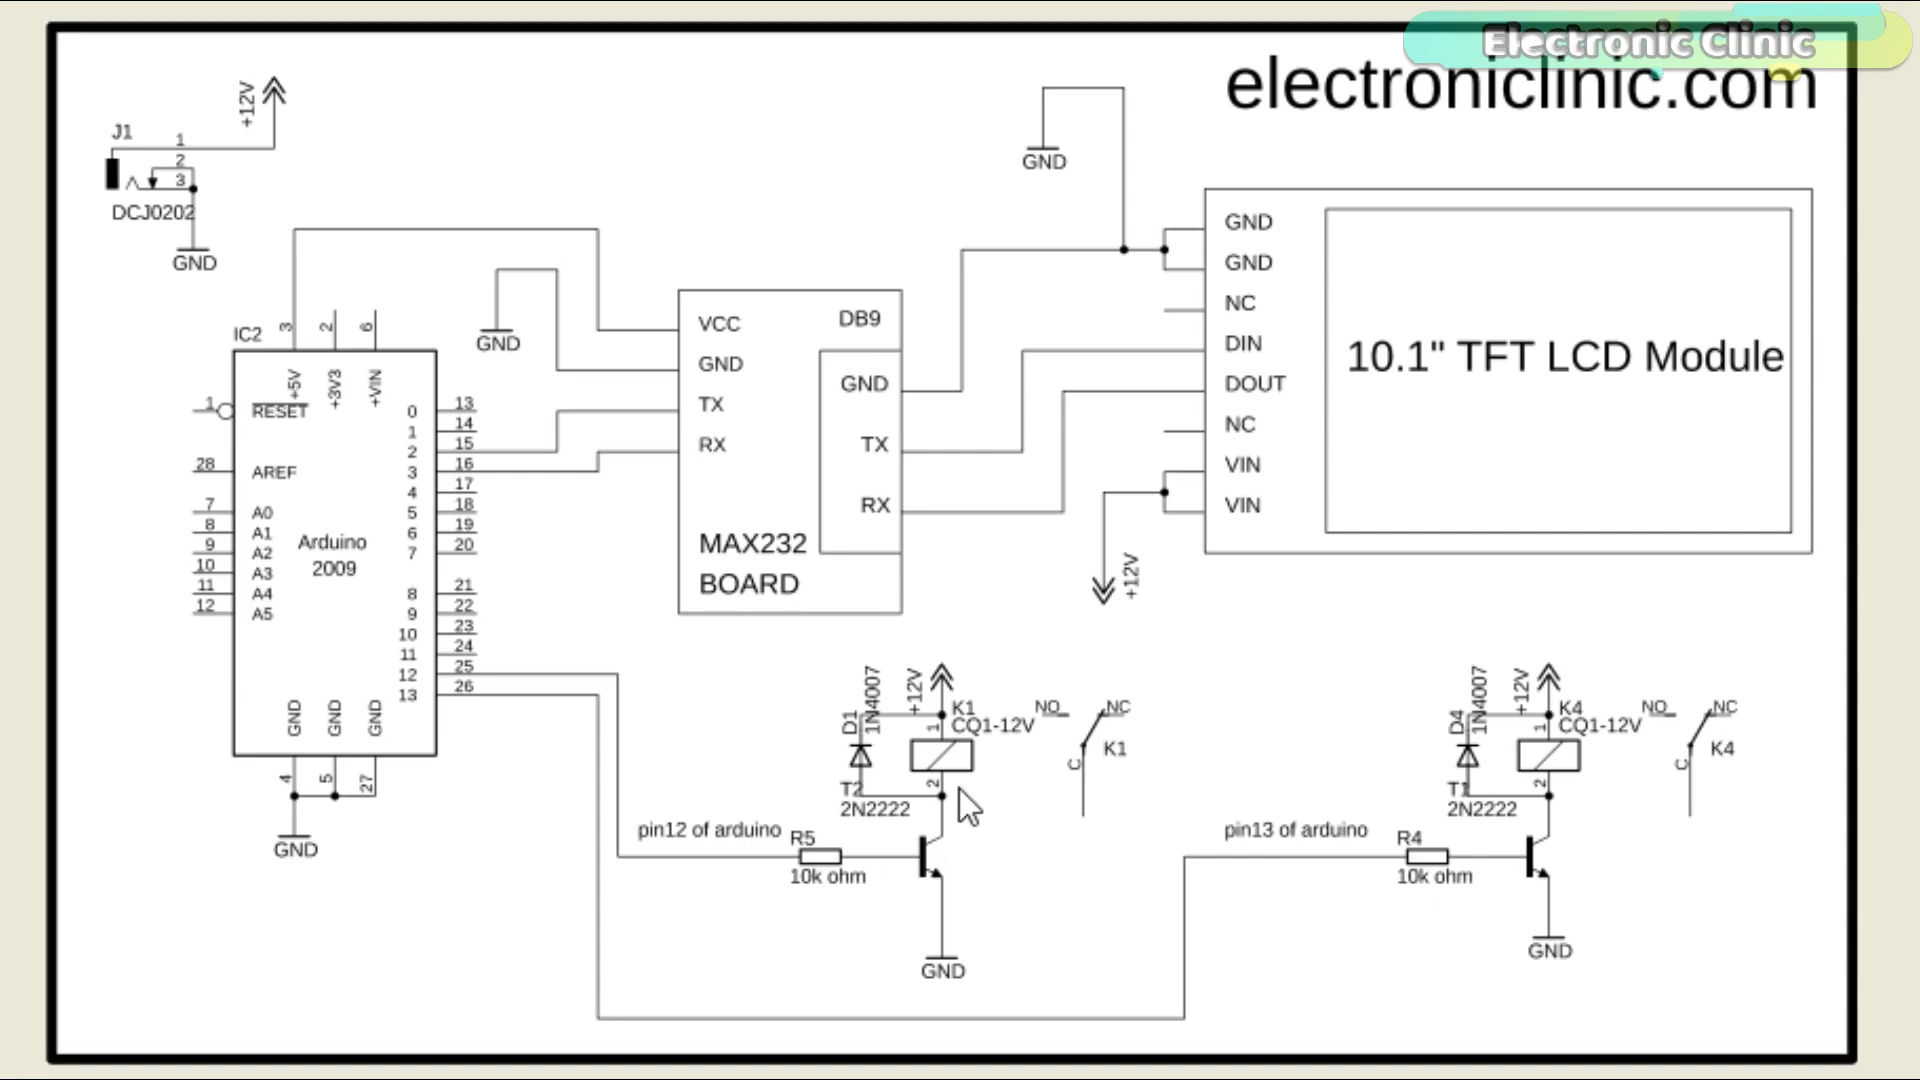 Electronic Clinic
electroniclinic.com
+12V
J1
1
2
3
DCJ0202
GND
GND
IC2
3
2
6
+5V
+3V3
+VIN
1
RESET
28
AREF
7
A0
8
A1
9
A2
10
A3
11
A4
12
A5
Arduino
2009
0
13
1
14
2
15
3
16
4
17
5
18
6
19
7
20
8
21
9
22
10
23
11
24
12
25
13
26
GND
GND
GND
4
5
27
GND
GND
VCC
GND
TX
RX
DB9
GND
TX
RX
MAX232
BOARD
GND
GND
NC
DIN
DOUT
NC
VIN
VIN
10.1" TFT LCD Module
+12V
D1
1N4007
+12V
K1
CQ1-12V
1
2
T2
2N2222
NO
NC
K1
C
pin12 of arduino
R5
10k ohm
GND
D4
1N4007
+12V
K4
CQ1-12V
1
2
T1
2N2222
NO
NC
K4
C
pin13 of arduino
R4
10k ohm
GND